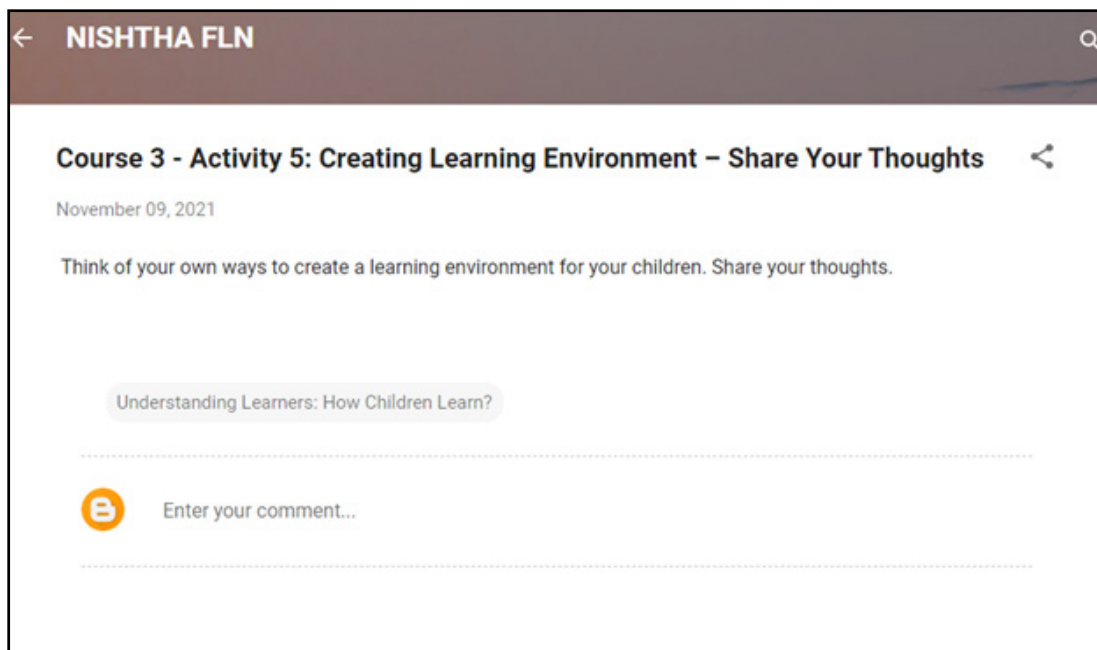 NISHTHA FLN
Course 3 - Activity 5: Creating Learning Environment – Share Your Thoughts
November 09, 2021
Think of your own ways to create a learning environment for your children. Share your thoughts.
Understanding Learners: How Children Learn?
Enter your comment...